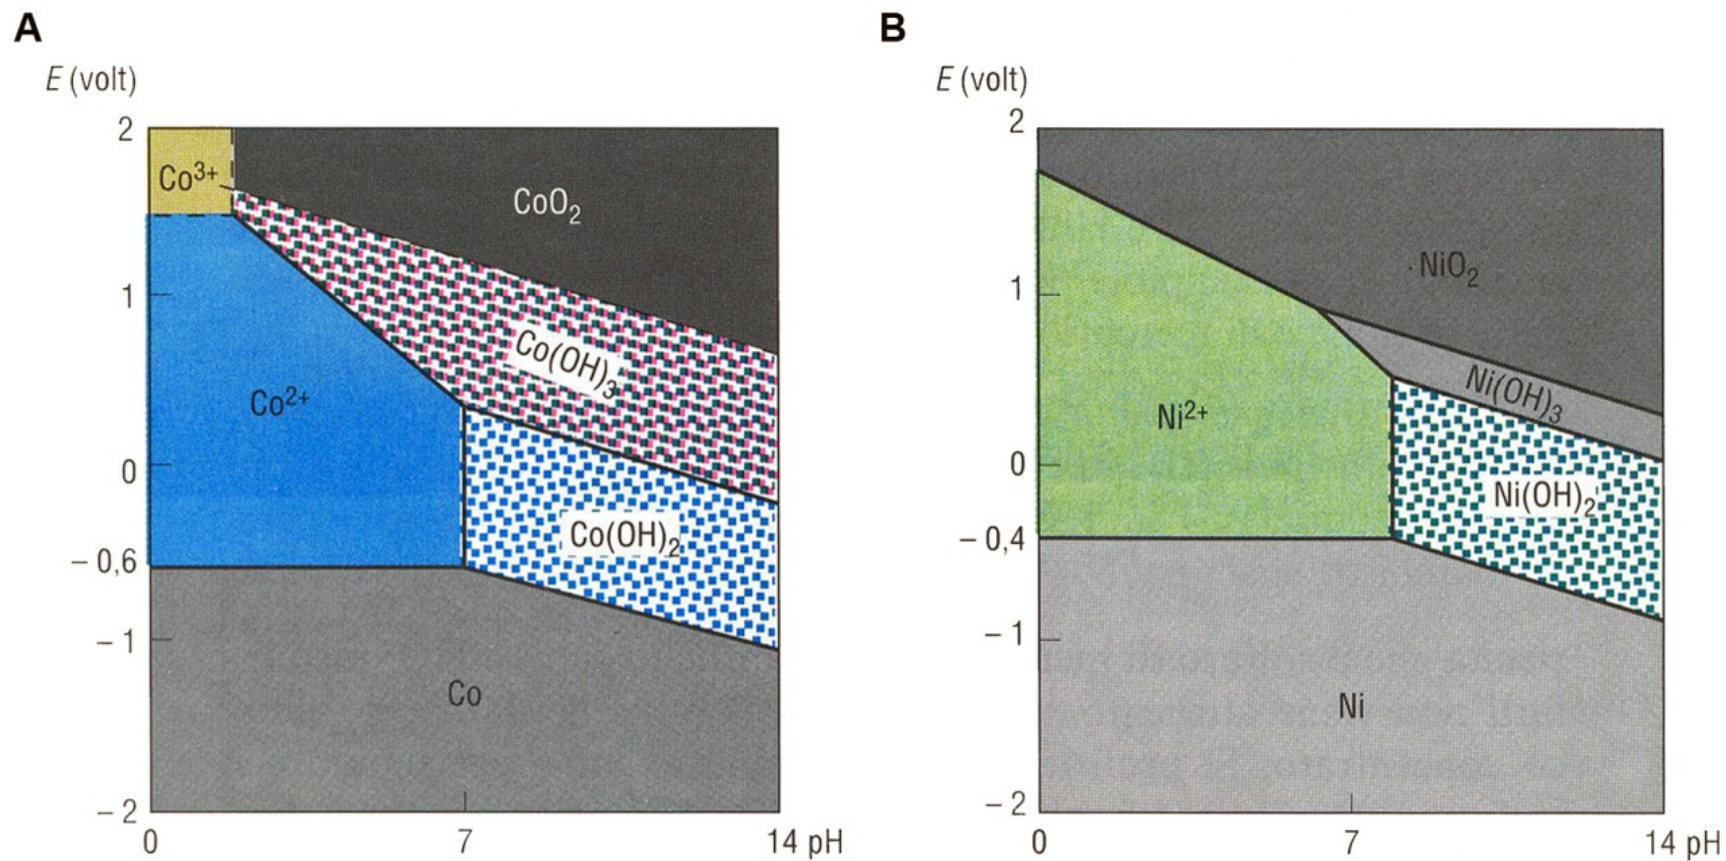 A
E (volt)
2
Co³⁺
CoO₂
1
Co(OH)₃
Co²⁺
0
Co(OH)₂
– 0,6
– 1
Co
– 2
0
7
14 pH
B
E (volt)
2
NiO₂
1
Ni(OH)₃
Ni²⁺
0
Ni(OH)₂
– 0,4
– 1
Ni
– 2
0
7
14 pH